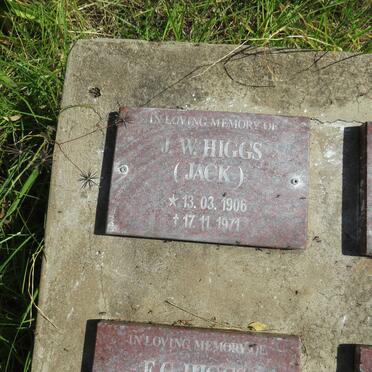 IN LOVING MEMORY OF
J. W. HIGGS
(JACK)
★ 13. 03. 1906
† 17. 11. 1971
IN LOVING MEMORY OF